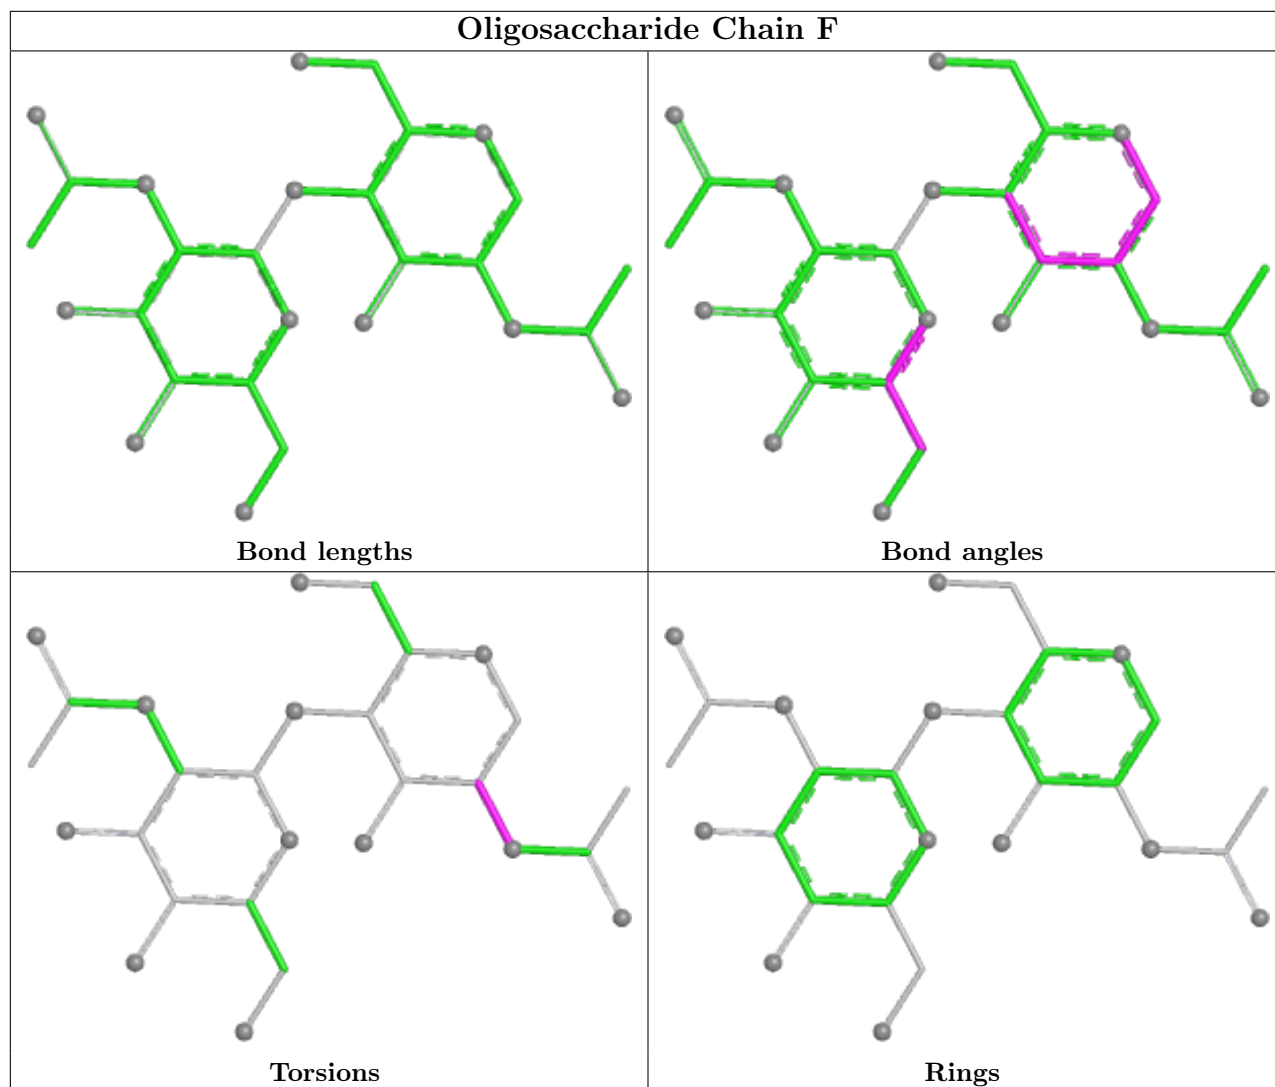 Oligosaccharide Chain F
Bond lengths
Bond angles
Torsions
Rings